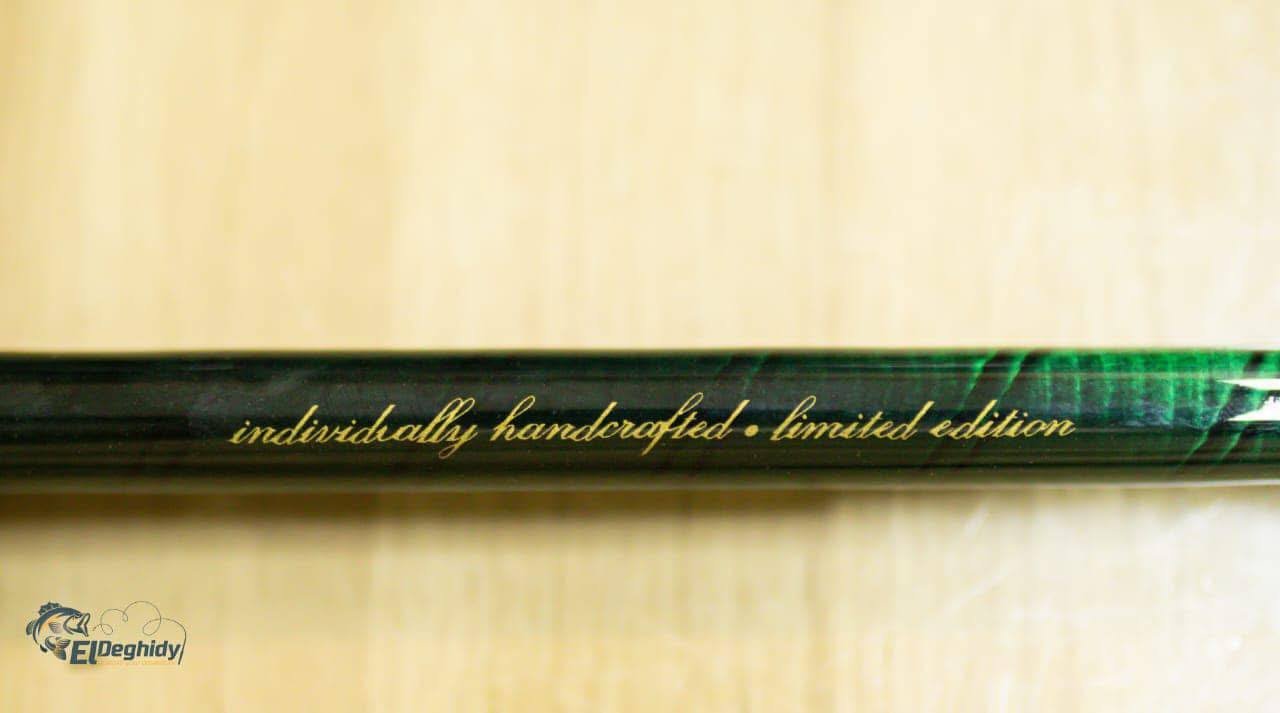 individually handcrafted • limited edition
ElDeghidy